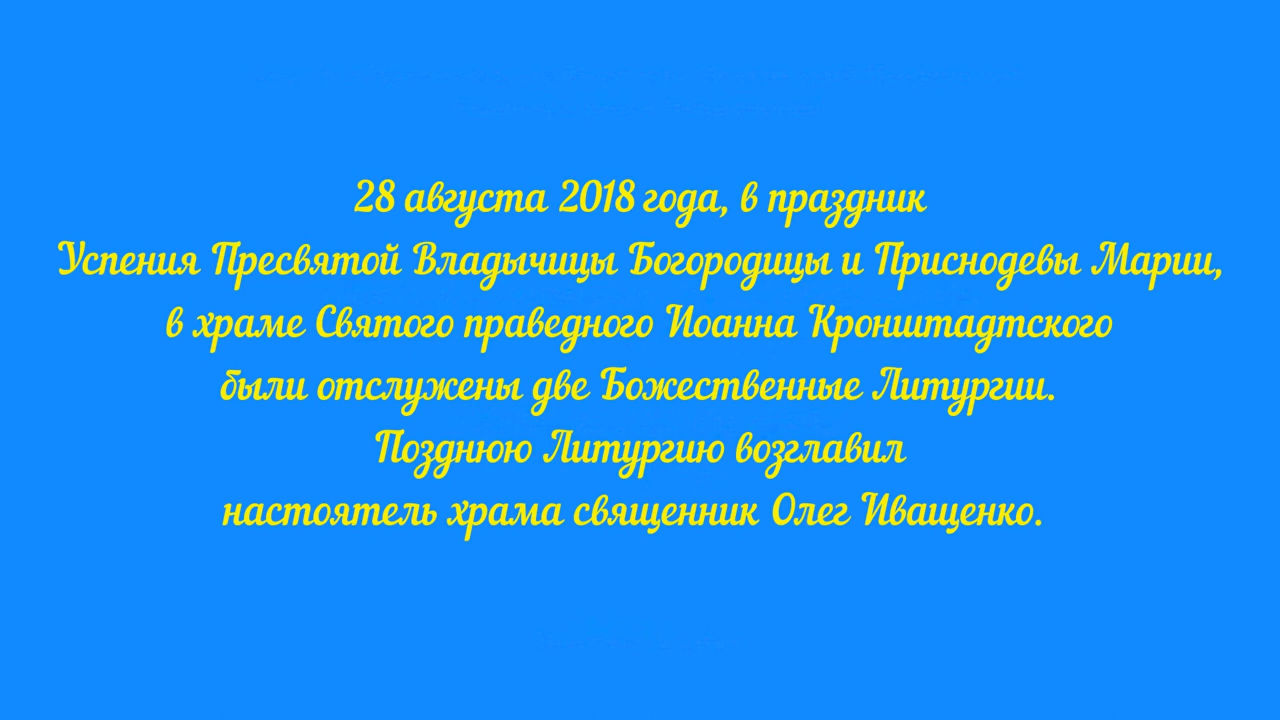 28 августа 2018 года, в праздник
Успения Пресвятой Владычицы Богородицы и Приснодевы Марии,
в храме Святого праведного Иоанна Кронштадтского
были отслужены две Божественные Литургии.
Позднюю Литургию возглавил
настоятель храма священник Олег Иващенко.